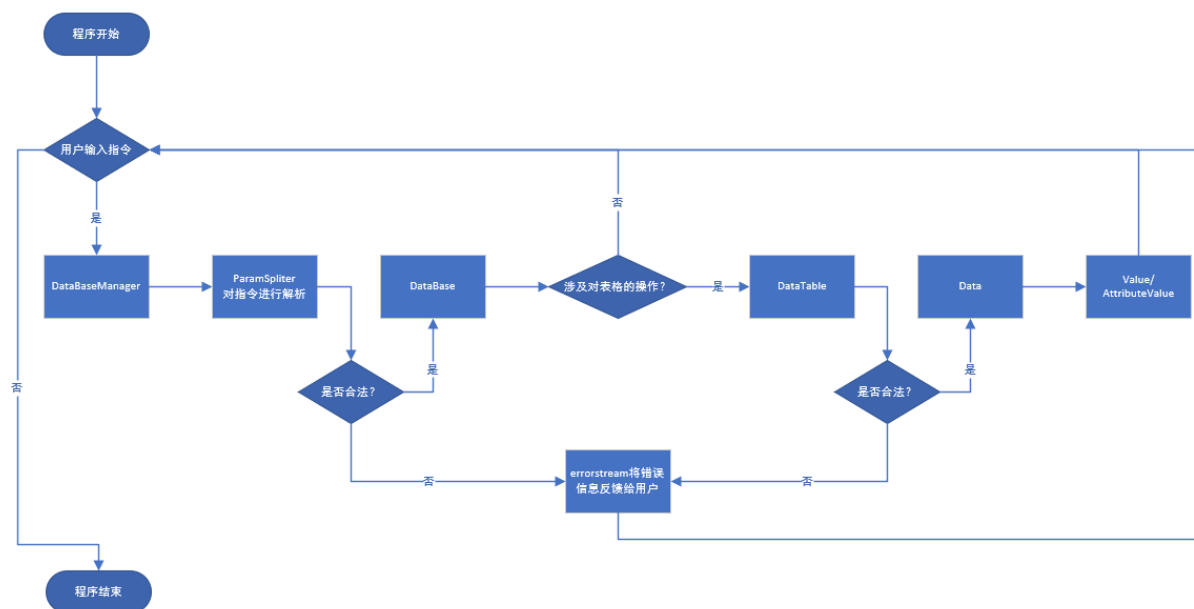 程序开始
用户输入指令
否
是
DataBaseManager
ParamSpliter
对指令进行解析
DataBase
涉及对表格的操作?
是
DataTable
Data
Value/
AttributeValue
否
是否合法?
是
是否合法?
是
否
errorstream将错误
信息反馈给用户
否
否
程序结束